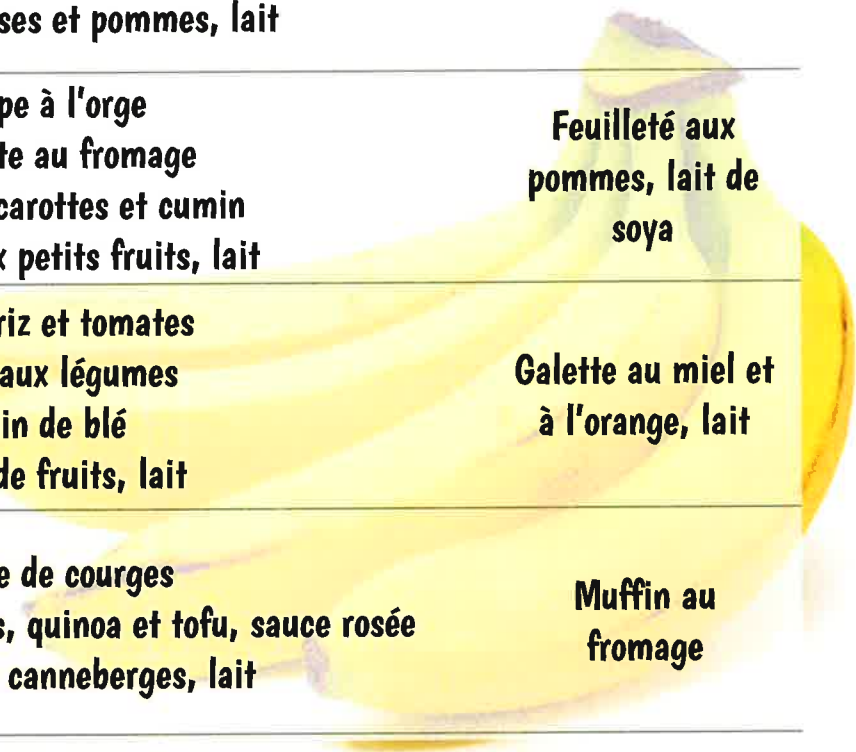 ses et pommes, lait
pe à l'orge
te au fromage
carottes et cumin
x petits fruits, lait
Feuilleté aux
pommes, lait de
soya
riz et tomates
aux légumes
in de blé
de fruits, lait
Galette au miel et
à l'orange, lait
e de courges
s, quinoa et tofu, sauce rosée
canneberges, lait
Muffin au
fromage